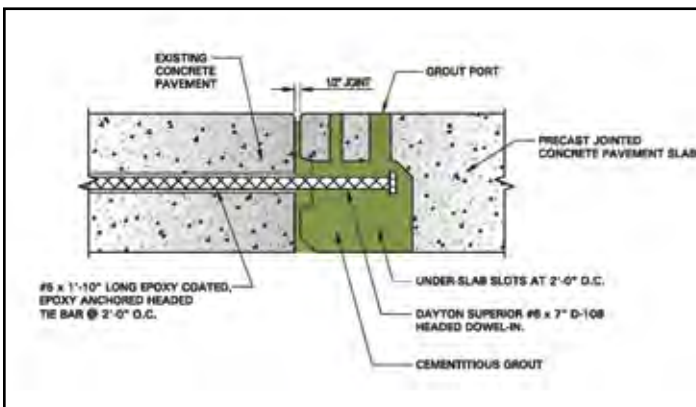 EXISTING
CONCRETE
PAVEMENT
1/2" JOINT
GROUT PORT
PRECAST JOINTED
CONCRETE PAVEMENT SLAB
#6 x 1'-10" LONG EPOXY COATED,
EPOXY ANCHORED HEADED
TIE BAR @ 2'-0" O.C.
UNDER-SLAB SLOTS AT 2'-0" O.C.
DAYTON SUPERIOR #6 x 7" D-108
HEADED DOWEL-IN.
CEMENTITIOUS GROUT